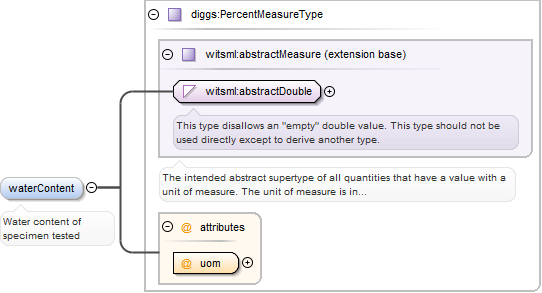 diggs:PercentMeasureType
witsml:abstractMeasure (extension base)
witsml:abstractDouble
This type disallows an "empty" double value. This type should not be
used directly except to derive another type.
The intended abstract supertype of all quantities that have a value with a
unit of measure. The unit of measure is in...
waterContent
Water content of
specimen tested
@ attributes
@ uom